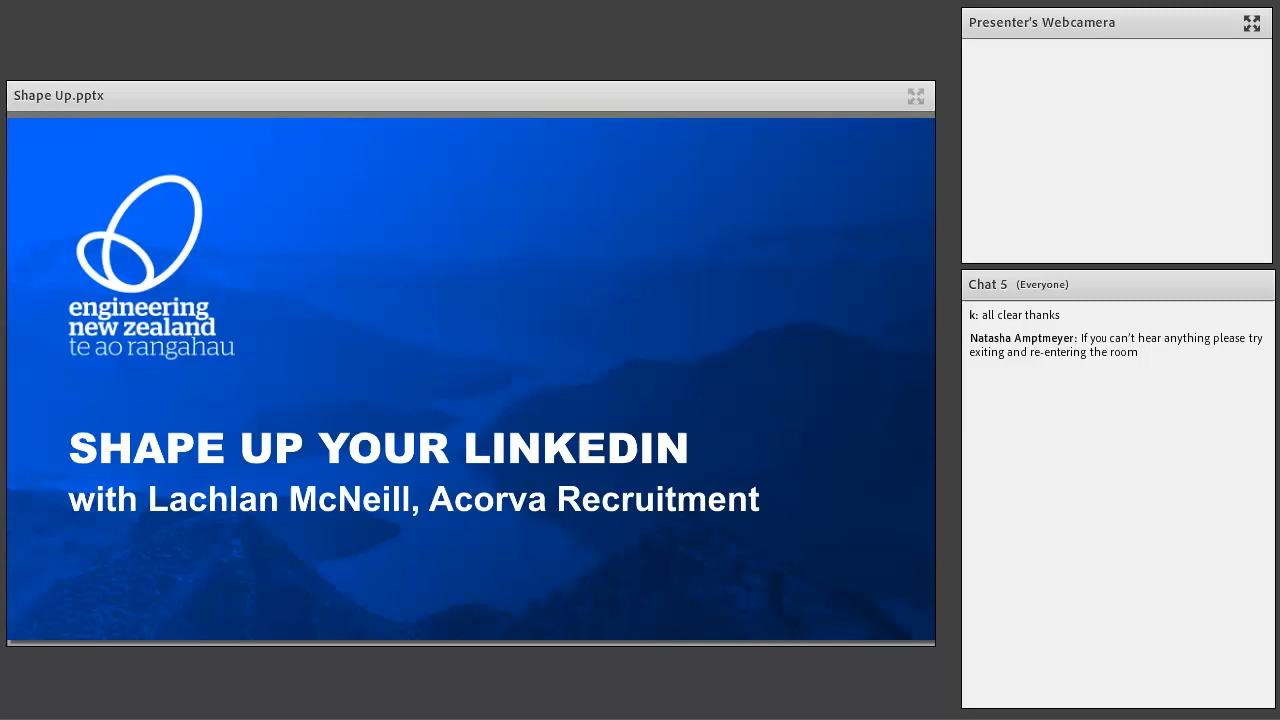 Shape Up.pptx
engineering
new zealand
te ao rangahau
SHAPE UP YOUR LINKEDIN
with Lachlan McNeill, Acorva Recruitment
Presenter's Webcamera
Chat 5 (Everyone)
k: all clear thanks
Natasha Amptmeyer: If you can't hear anything please try
exiting and re-entering the room